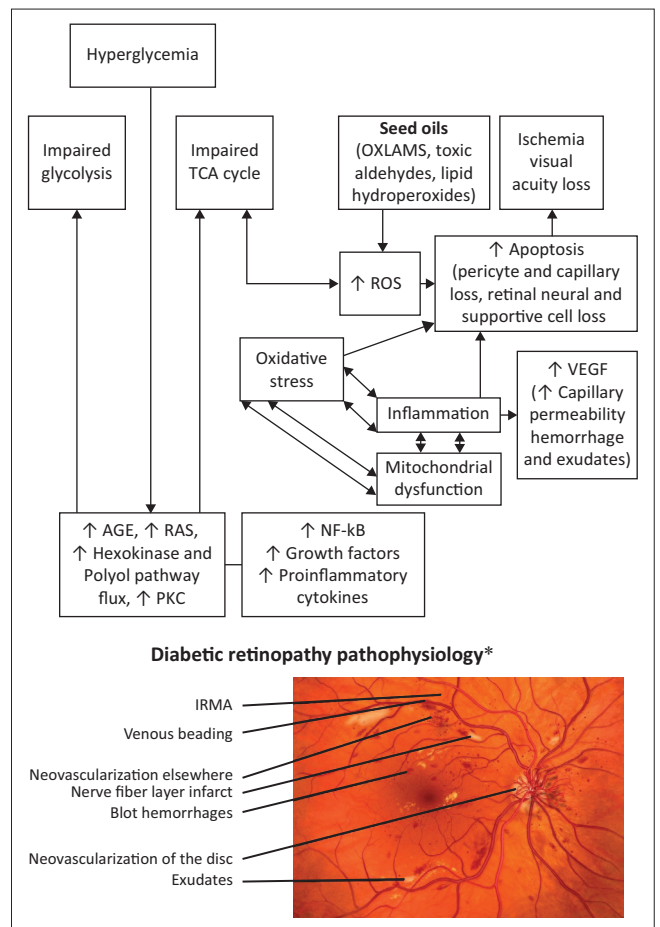 Hyperglycemia
Impaired
glycolysis
Impaired
TCA cycle
Seed oils
(OXLAMS, toxic
aldehydes, lipid
hydroperoxides)
Ischemia
visual
acuity loss
↑ ROS
↑ Apoptosis
(pericyte and capillary
loss, retinal neural and
supportive cell loss
Oxidative
stress
Inflammation
↑ VEGF
(↑ Capillary
permeability
hemorrhage
and exudates)
Mitochondrial
dysfunction
↑ AGE, ↑ RAS,
↑ Hexokinase and
Polyol pathway
flux, ↑ PKC
↑ NF-kB
↑ Growth factors
↑ Proinflammatory
cytokines
Diabetic retinopathy pathophysiology*
IRMA
Venous beading
Neovascularization elsewhere
Nerve fiber layer infarct
Blot hemorrhages
Neovascularization of the disc
Exudates